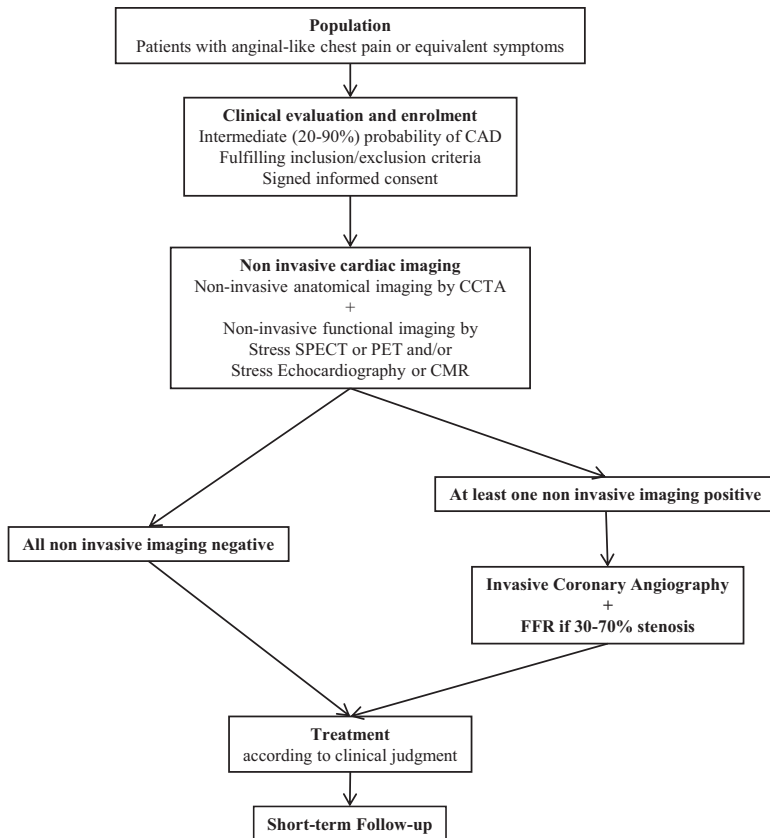 Population
Patients with anginal-like chest pain or equivalent symptoms
Clinical evaluation and enrolment
Intermediate (20-90%) probability of CAD
Fulfilling inclusion/exclusion criteria
Signed informed consent
Non invasive cardiac imaging
Non-invasive anatomical imaging by CCTA
+
Non-invasive functional imaging by
Stress SPECT or PET and/or
Stress Echocardiography or CMR
At least one non invasive imaging positive
All non invasive imaging negative
Invasive Coronary Angiography
+
FFR if 30-70% stenosis
Treatment
according to clinical judgment
Short-term Follow-up